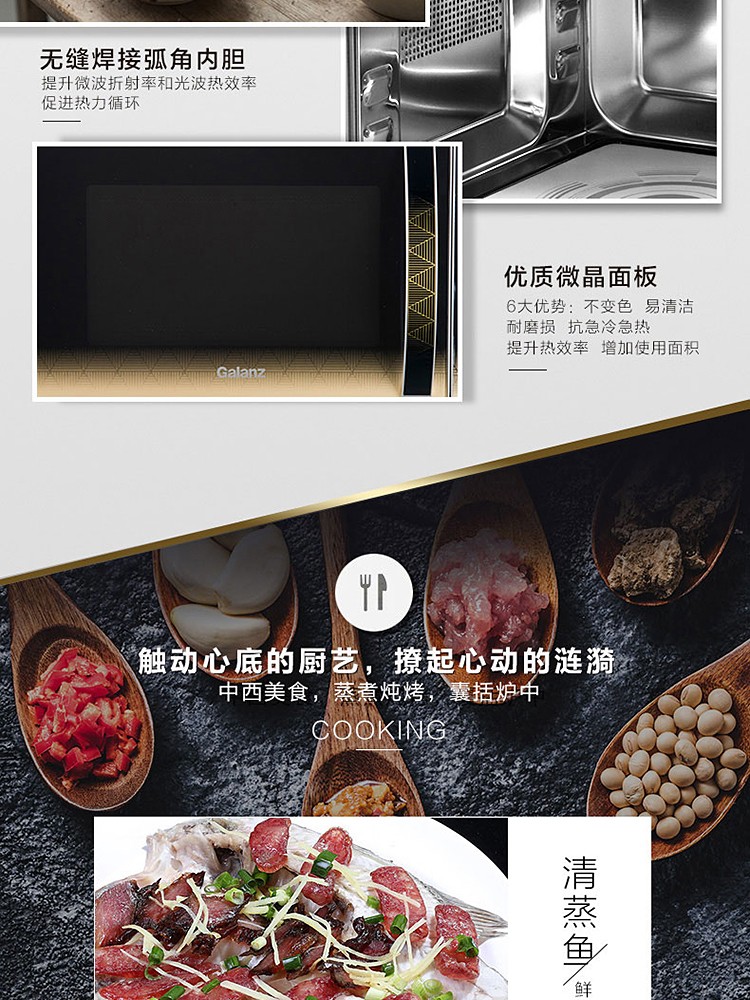 无缝焊接弧角内胆
提升微波折射率和光波热效率
促进热力循环
Galanz
优质微晶面板
6大优势：不变色 易清洁
耐磨损 抗急冷急热
提升热效率 增加使用面积
触动心底的厨艺，撩起心动的涟漪
中西美食，蒸煮炖烤，囊括炉中
COOKING
清蒸鱼
鲜